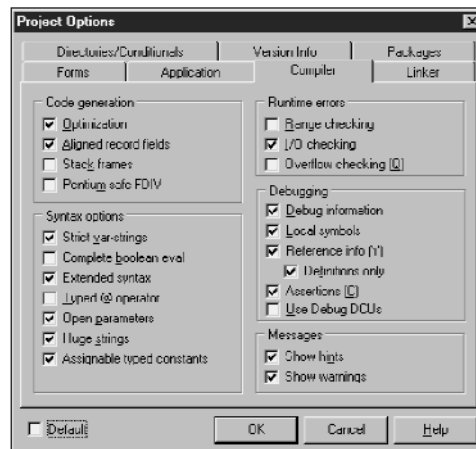 Project Options
Directories/Conditionals
Version Info
Packages
Forms
Application
Compiler
Linker
Code generation
Optimization
Aligned record fields
Stack frames
Pentium safe FDIV
Syntax options
Strict var-strings
Complete boolean eval
Extended syntax
Typed @ operator
Open parameters
Huge strings
Assignable typed constants
Runtime errors
Range checking
I/O checking
Overflow checking (Q)
Debugging
Debug information
Local symbols
Reference info (Y)
Definitions only
Assertions (C)
Use Debug DCUs
Messages
Show hints
Show warnings
Default
OK
Cancel
Help